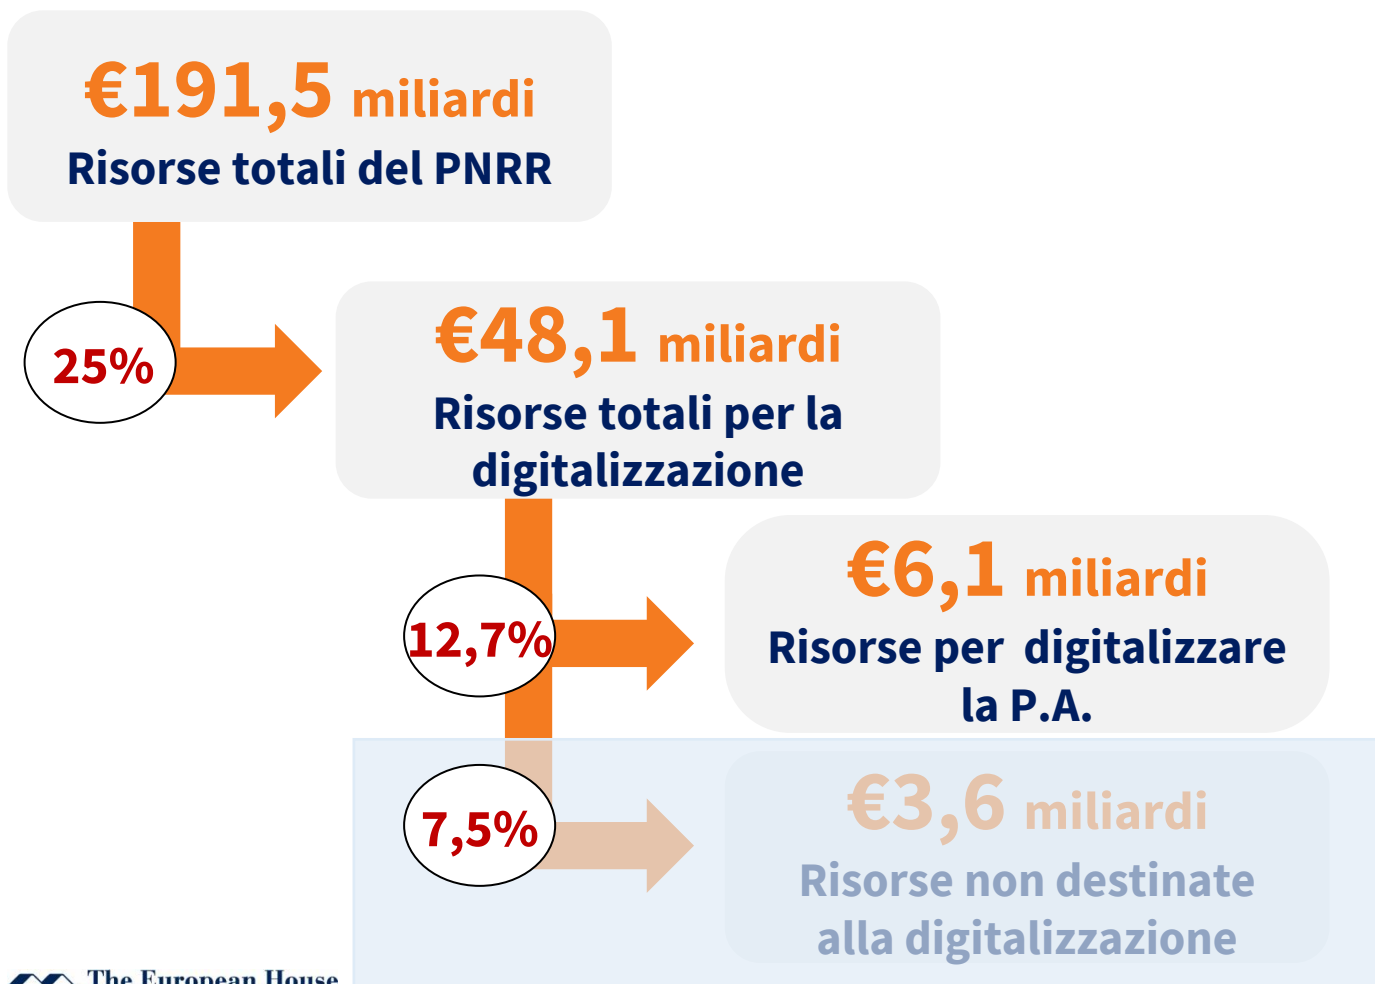 €191,5 miliardi
Risorse totali del PNRR
25%
€48,1 miliardi
Risorse totali per la
digitalizzazione
12,7%
€6,1 miliardi
Risorse per digitalizzare
la P.A.
7,5%
€3,6 miliardi
Risorse non destinate
alla digitalizzazione
The European House